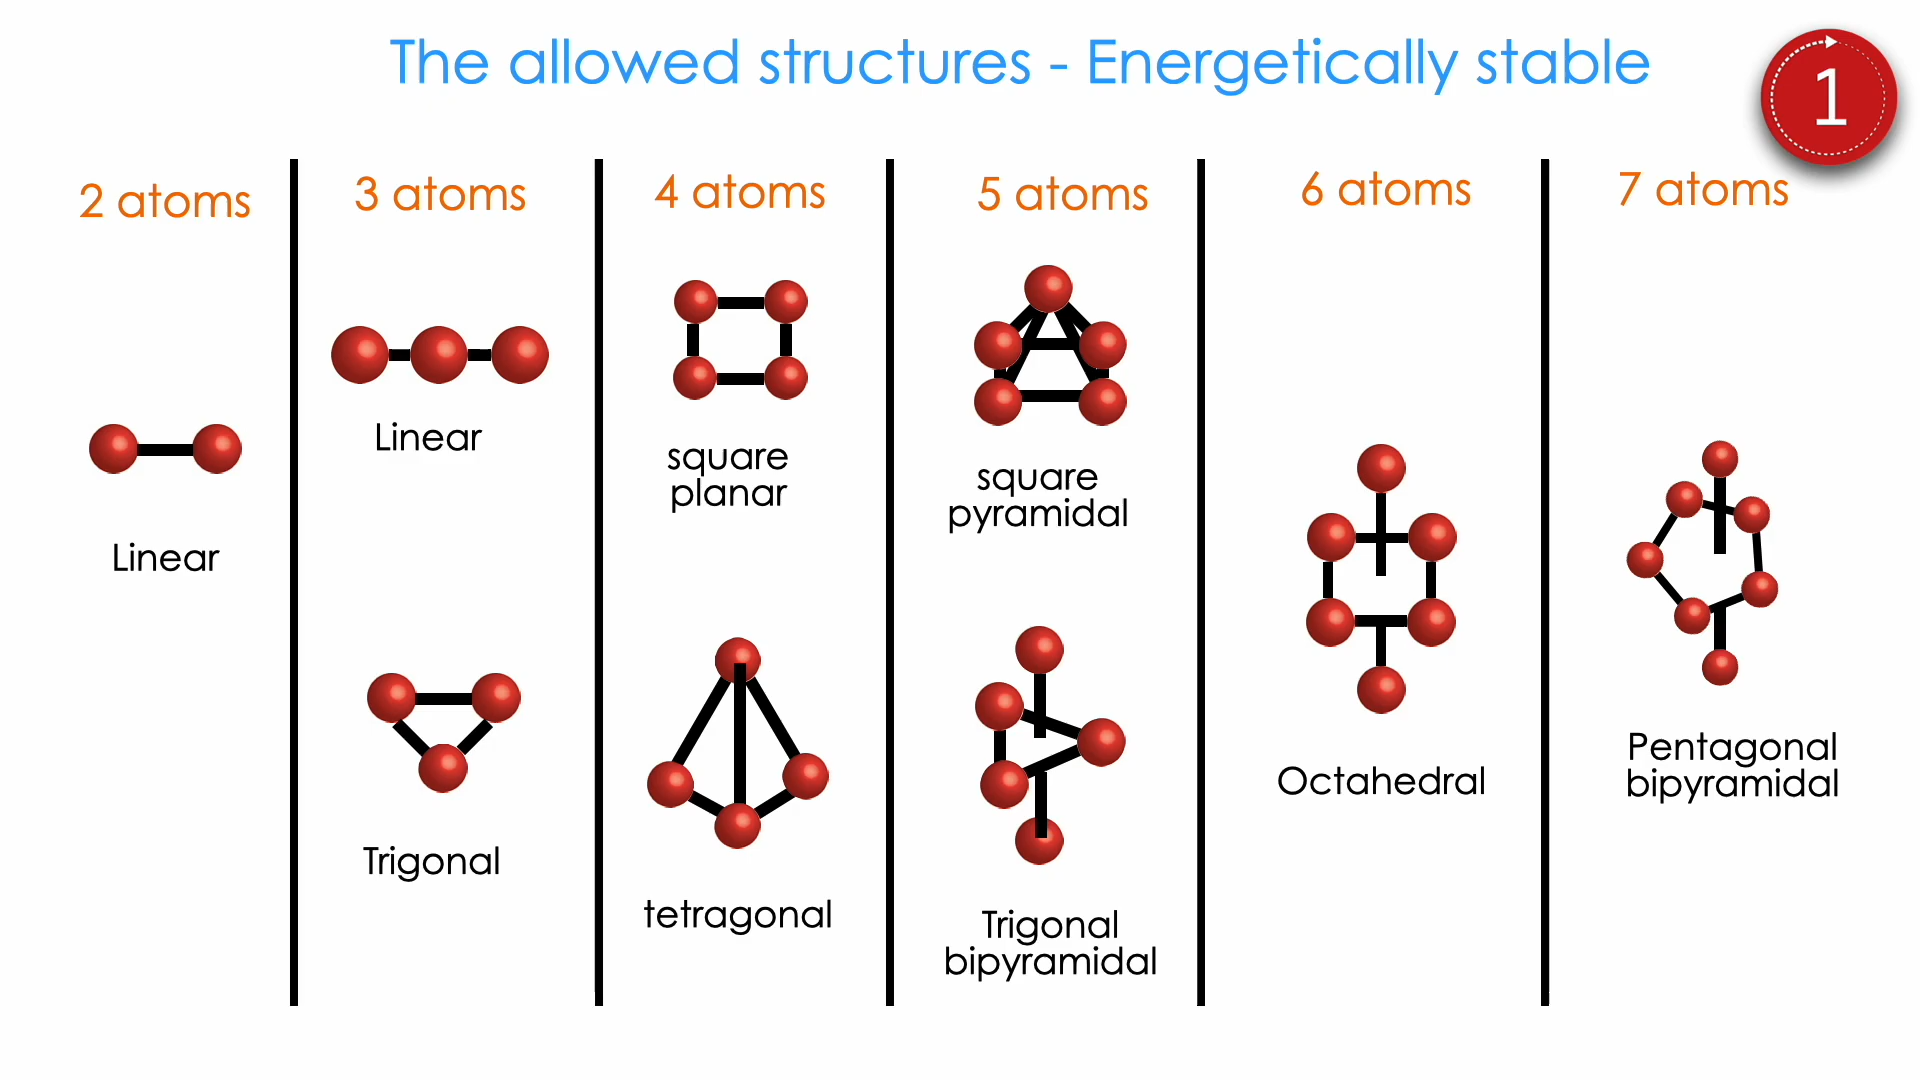 The allowed structures - Energetically stable
1
2 atoms
3 atoms
4 atoms
5 atoms
6 atoms
7 atoms
Linear
Linear
Trigonal
square
planar
tetragonal
square
pyramidal
Trigonal
bipyramidal
Octahedral
Pentagonal
bipyramidal